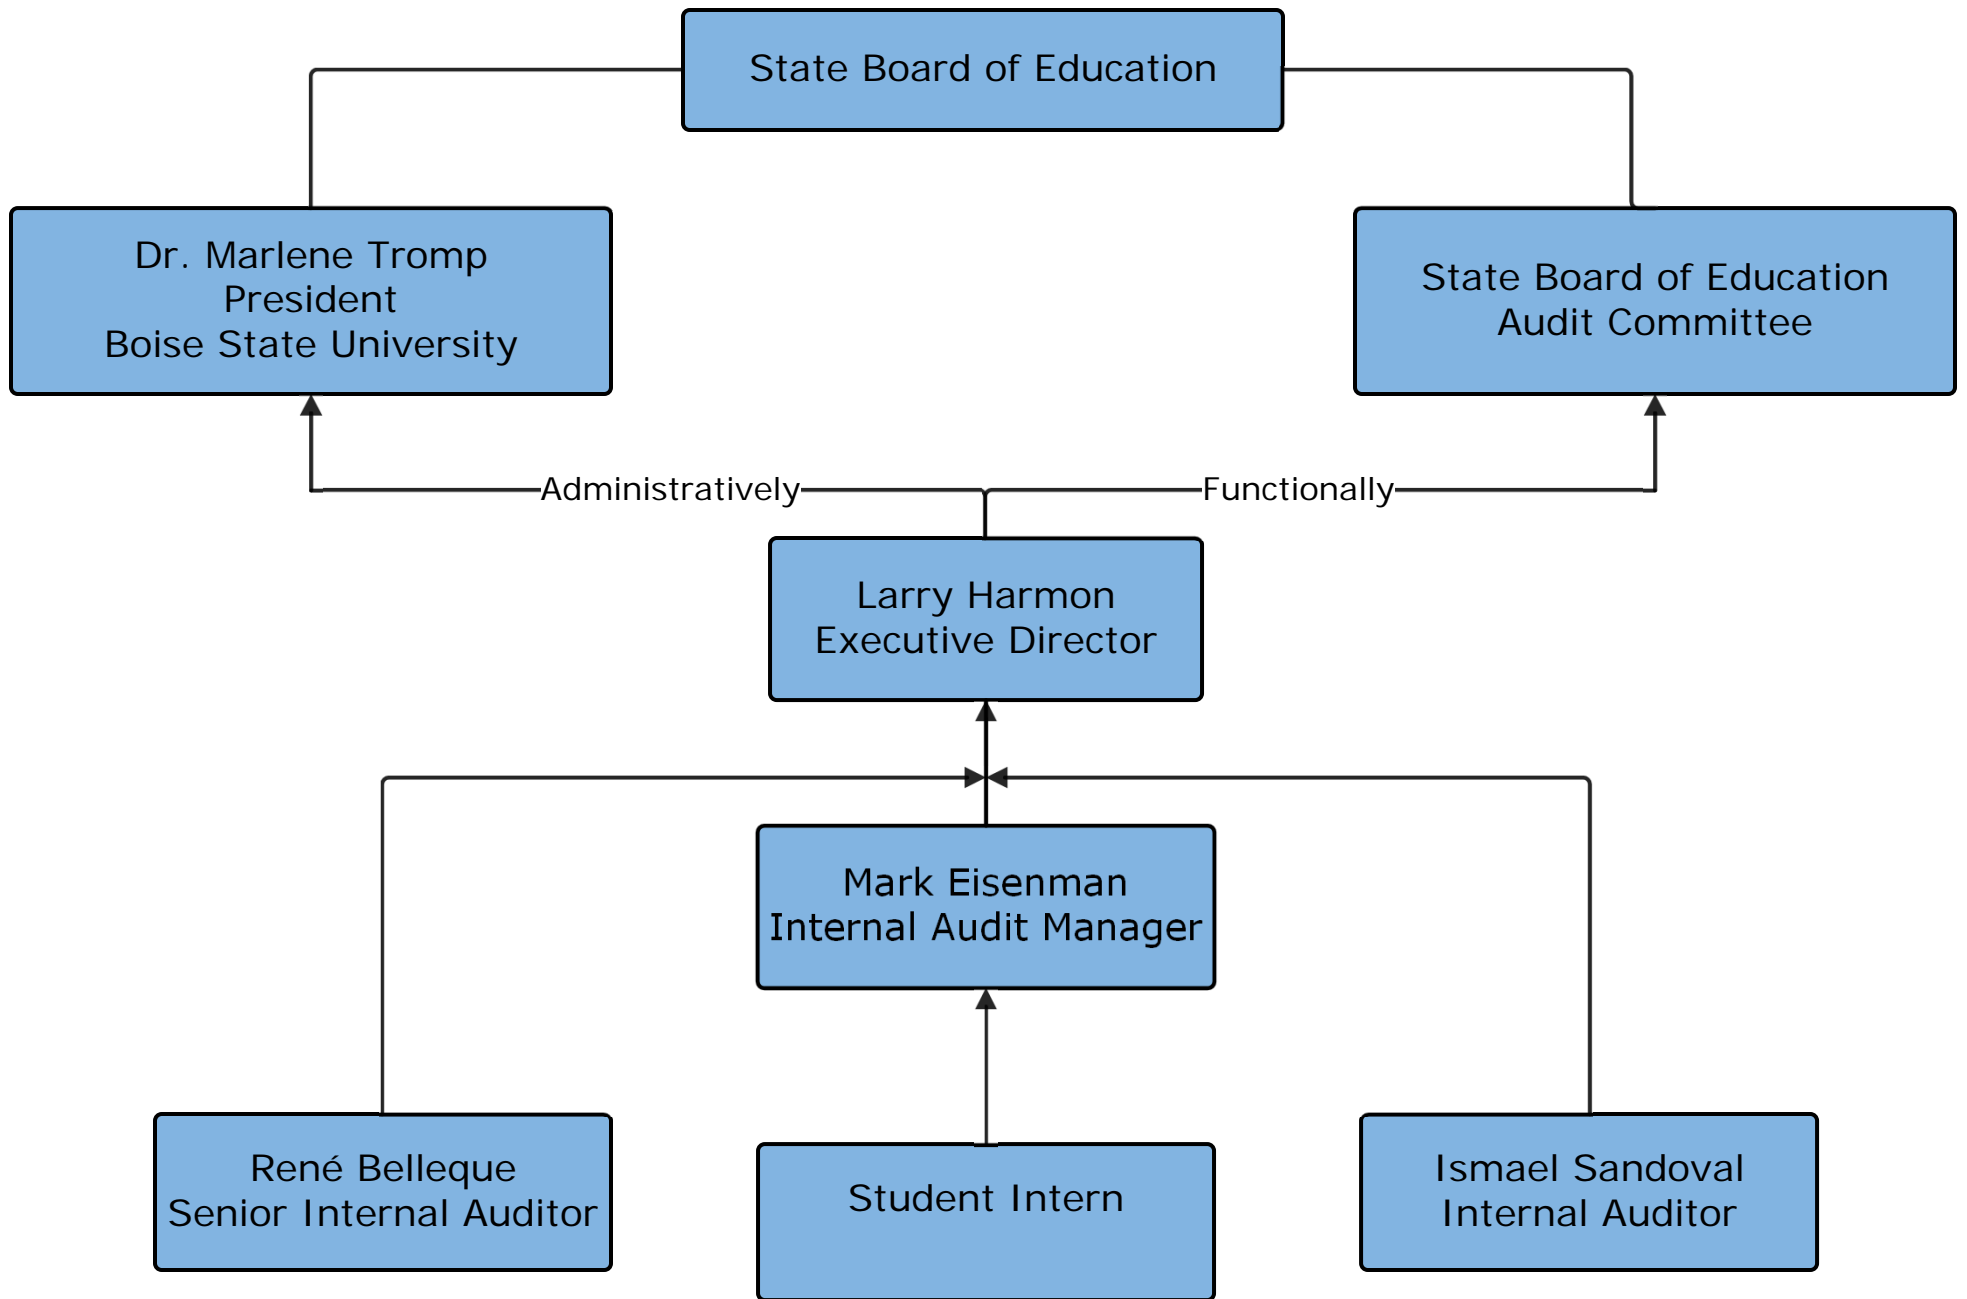 State Board of Education
Dr. Marlene Tromp
President
Boise State University
State Board of Education
Audit Committee
Administratively
Functionally
Larry Harmon
Executive Director
Mark Eisenman
Internal Audit Manager
René Belleque
Senior Internal Auditor
Student Intern
Ismael Sandoval
Internal Auditor